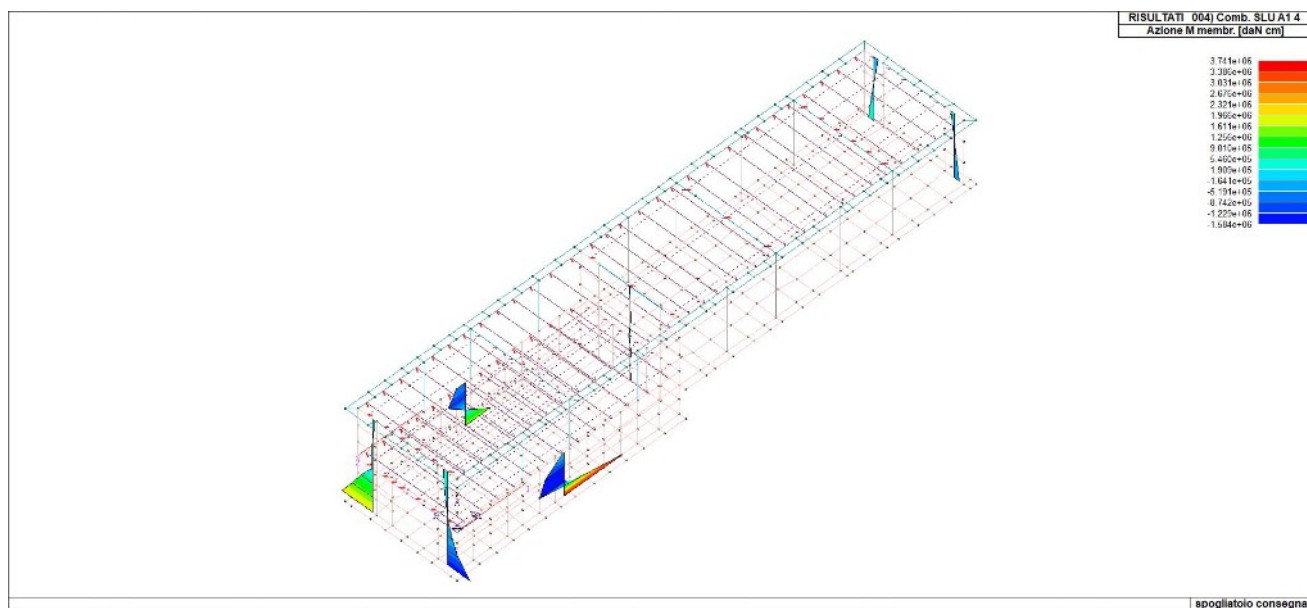 RISULTATI 004) Comb. SLU A1 4
Azione M membr. [daN cm]
3.741e+06
3.386e+06
3.031e+06
2.676e+06
2.321e+06
1.966e+06
1.611e+06
1.256e+06
9.010e+05
5.460e+05
1.909e+05
-1.641e+05
-5.191e+05
-8.742e+05
-1.229e+06
-1.584e+06
spogliatoio consegna